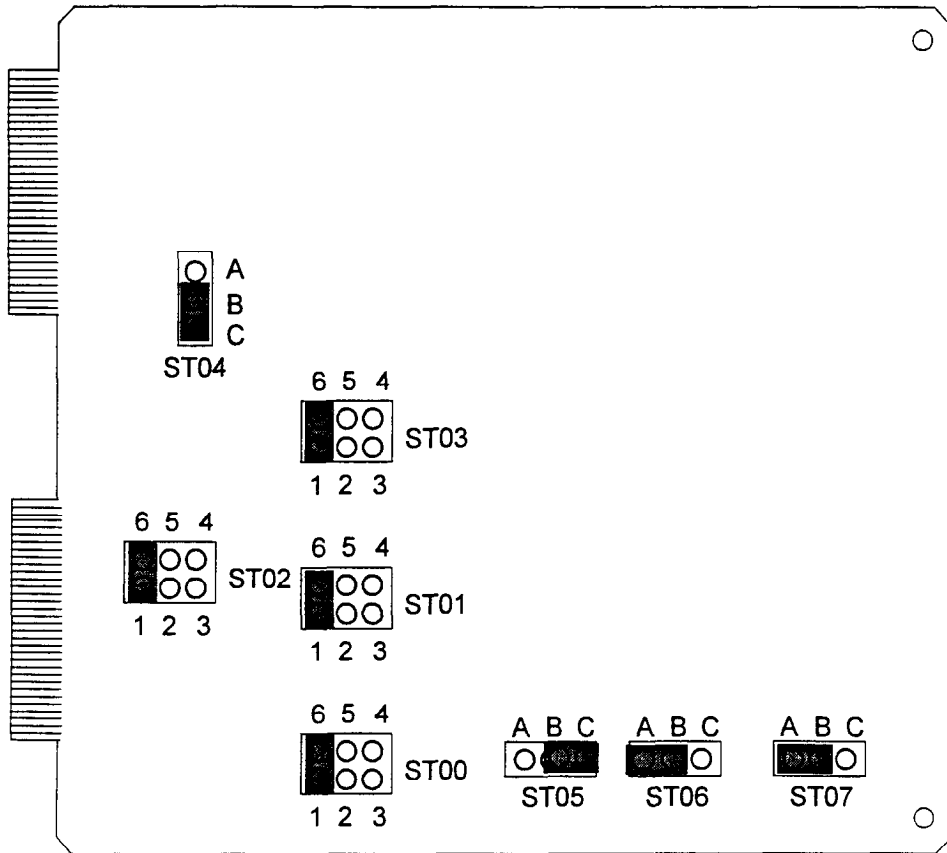 A
B
C
ST04
6 5 4
ST03
1 2 3
6 5 4
ST02
1 2 3
6 5 4
ST01
1 2 3
6 5 4
ST00
1 2 3
A B C
ST05
A B C
ST06
A B C
ST07